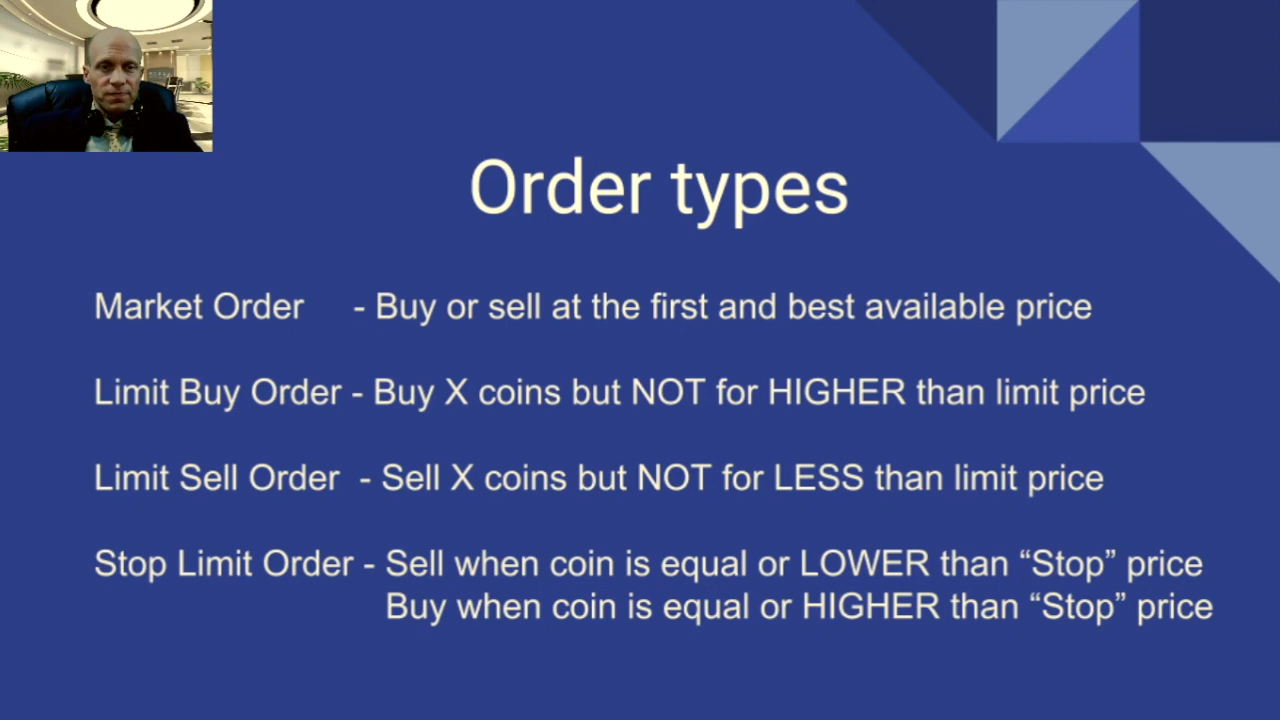 Order types
Market Order - Buy or sell at the first and best available price
Limit Buy Order - Buy X coins but NOT for HIGHER than limit price
Limit Sell Order - Sell X coins but NOT for LESS than limit price
Stop Limit Order - Sell when coin is equal or LOWER than “Stop” price
Buy when coin is equal or HIGHER than “Stop” price